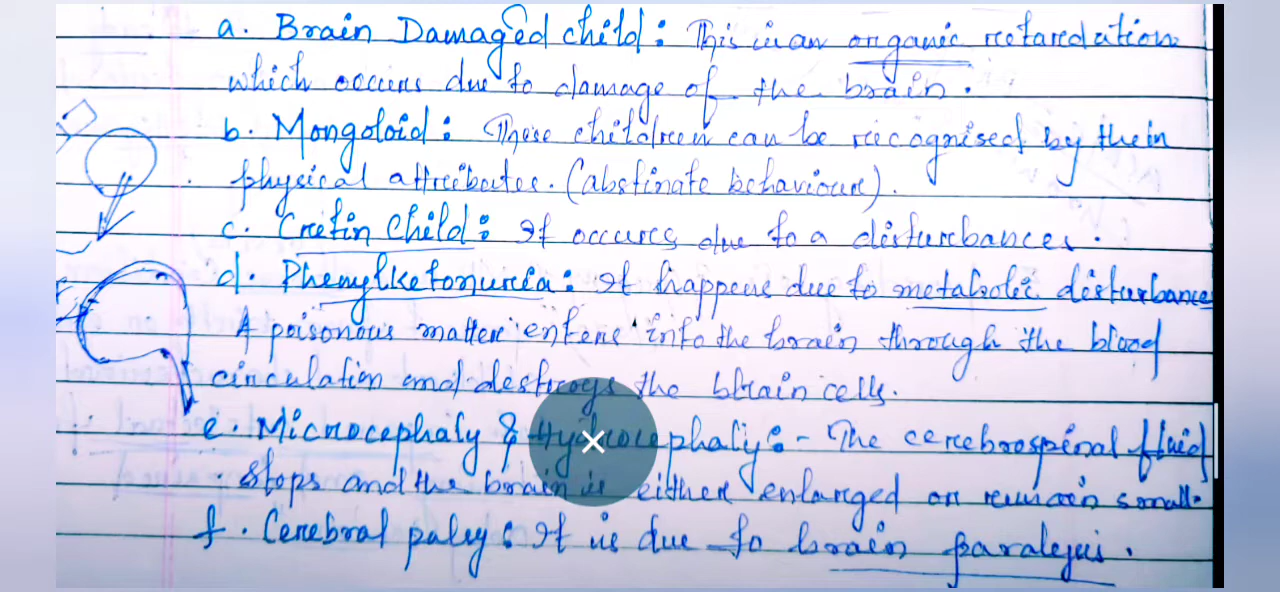 a. Brain Damaged child: This is an organic retardation
which occurs due to damage of the brain.
b. Mongoloid: These children can be recognised by their
physical attributes. (abstinate behaviour).
c. Cretin Child: It occures due to a disturbances.
d. Phenylketonuria: It happens due to metabolic disturbance
A poisonous matter enters into the brain through the blood
circulation and destroys the brain cells.
e. Microcephaly & Hydrocephaly:- The cerebrospinal fluid
stops and the brain is either enlarged or remain small.
f. Cerebral palsy: It is due to brain paralysis.